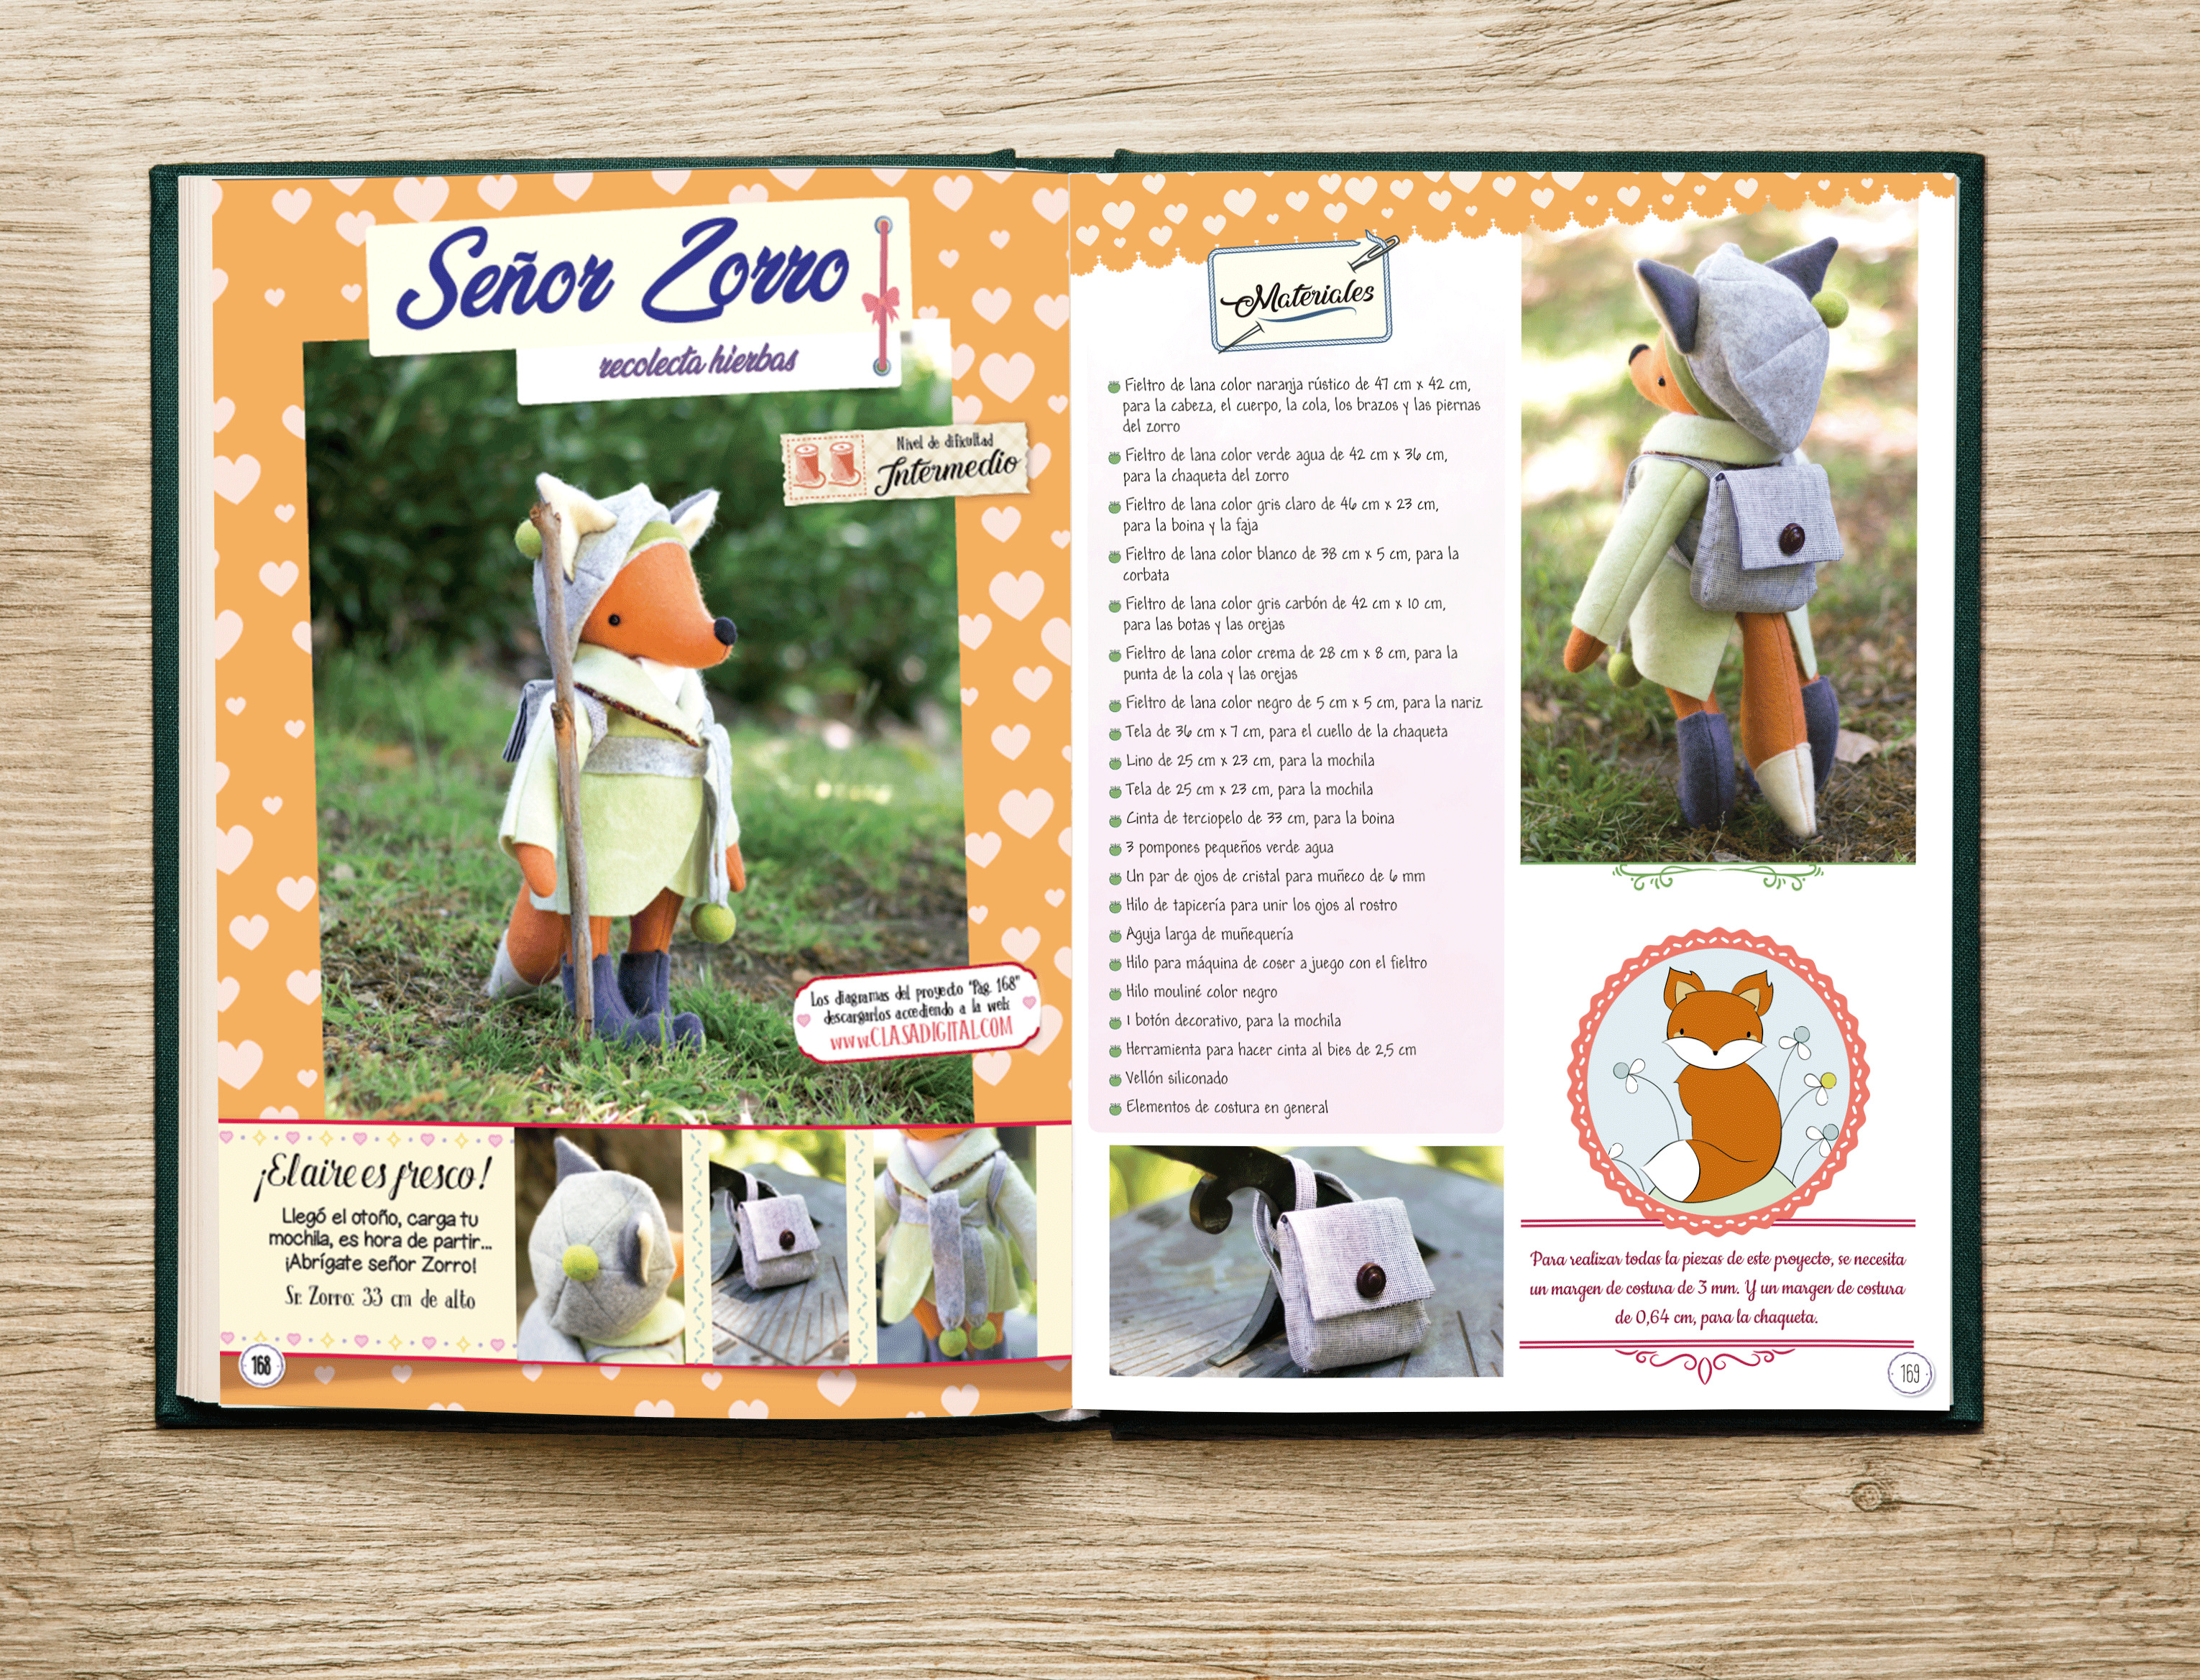 Señor Zorro
recolecta hierbas
Nivel de dificultad
Intermedio
Los diagramas del proyecto "Pag. 168"
descargarlos accediendo a la web:
www.CLASADIGITAL.COM
¡El aire es fresco!
Llegó el otoño, carga tu
mochila, es hora de partir...
¡Abrígate señor Zorro!
Sr. Zorro: 33 cm de alto
168
Materiales
Fieltro de lana color naranja rústico de 47 cm x 42 cm,
para la cabeza, el cuerpo, la cola, los brazos y las piernas
del zorro
Fieltro de lana color verde agua de 42 cm x 36 cm,
para la chaqueta del zorro
Fieltro de lana color gris claro de 46 cm x 23 cm,
para la boina y la faja
Fieltro de lana color blanco de 38 cm x 5 cm, para la
corbata
Fieltro de lana color gris carbón de 42 cm x 10 cm,
para las botas y las orejas
Fieltro de lana color crema de 28 cm x 8 cm, para la
punta de la cola y las orejas
Fieltro de lana color negro de 5 cm x 5 cm, para la nariz
Tela de 36 cm x 7 cm, para el cuello de la chaqueta
Lino de 25 cm x 23 cm, para la mochila
Tela de 25 cm x 23 cm, para la mochila
Cinta de terciopelo de 33 cm, para la boina
3 pompones pequeños verde agua
Un par de ojos de cristal para muñeco de 6 mm
Hilo de tapicería para unir los ojos al rostro
Aguja larga de muñequería
Hilo para máquina de coser a juego con el fieltro
Hilo mouliné color negro
1 botón decorativo, para la mochila
Herramienta para hacer cinta al bies de 2,5 cm
Vellón siliconado
Elementos de costura en general
Para realizar todas la piezas de este proyecto, se necesita
un margen de costura de 3 mm. Y un margen de costura
de 0,64 cm, para la chaqueta.
169